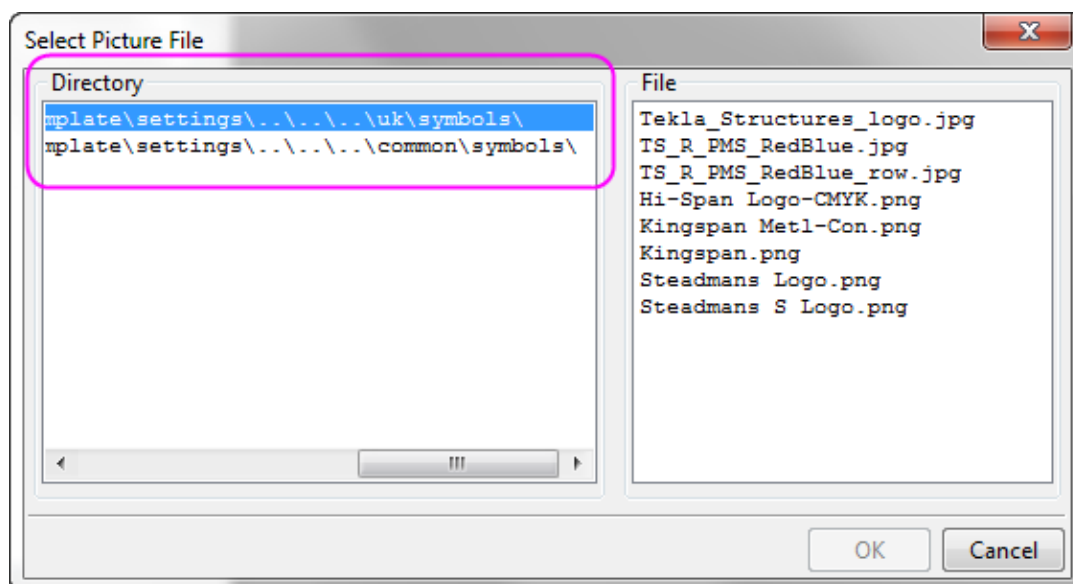 Select Picture File
Directory
mplate\settings\..\..\..\uk\symbols\
mplate\settings\..\..\..\common\symbols\
File
Tekla_Structures_logo.jpg
TS_R_PMS_RedBlue.jpg
TS_R_PMS_RedBlue_row.jpg
Hi-Span Logo-CMYK.png
Kingspan Metl-Con.png
Kingspan.png
Steadmans Logo.png
Steadmans S Logo.png
OK
Cancel